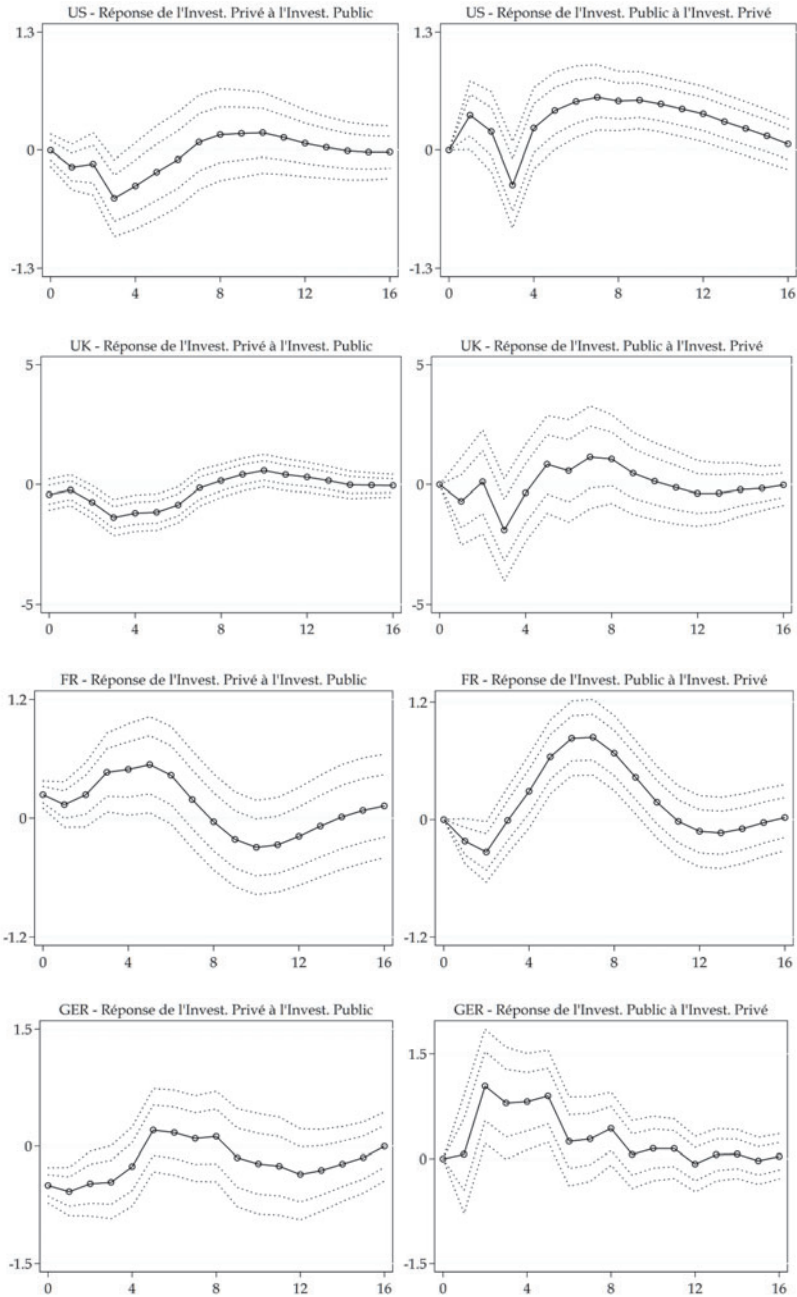 US - Réponse de l'Invest. Privé à l'Invest. Public
1.3
0
-1.3
0 4 8 12 16
US - Réponse de l'Invest. Public à l'Invest. Privé
1.3
0
-1.3
0 4 8 12 16
UK - Réponse de l'Invest. Privé à l'Invest. Public
5
0
-5
0 4 8 12 16
UK - Réponse de l'Invest. Public à l'Invest. Privé
5
0
-5
0 4 8 12 16
FR - Réponse de l'Invest. Privé à l'Invest. Public
1.2
0
-1.2
0 4 8 12 16
FR - Réponse de l'Invest. Public à l'Invest. Privé
1.2
0
-1.2
0 4 8 12 16
GER - Réponse de l'Invest. Privé à l'Invest. Public
1.5
0
-1.5
0 4 8 12 16
GER - Réponse de l'Invest. Public à l'Invest. Privé
1.5
0
-1.5
0 4 8 12 16